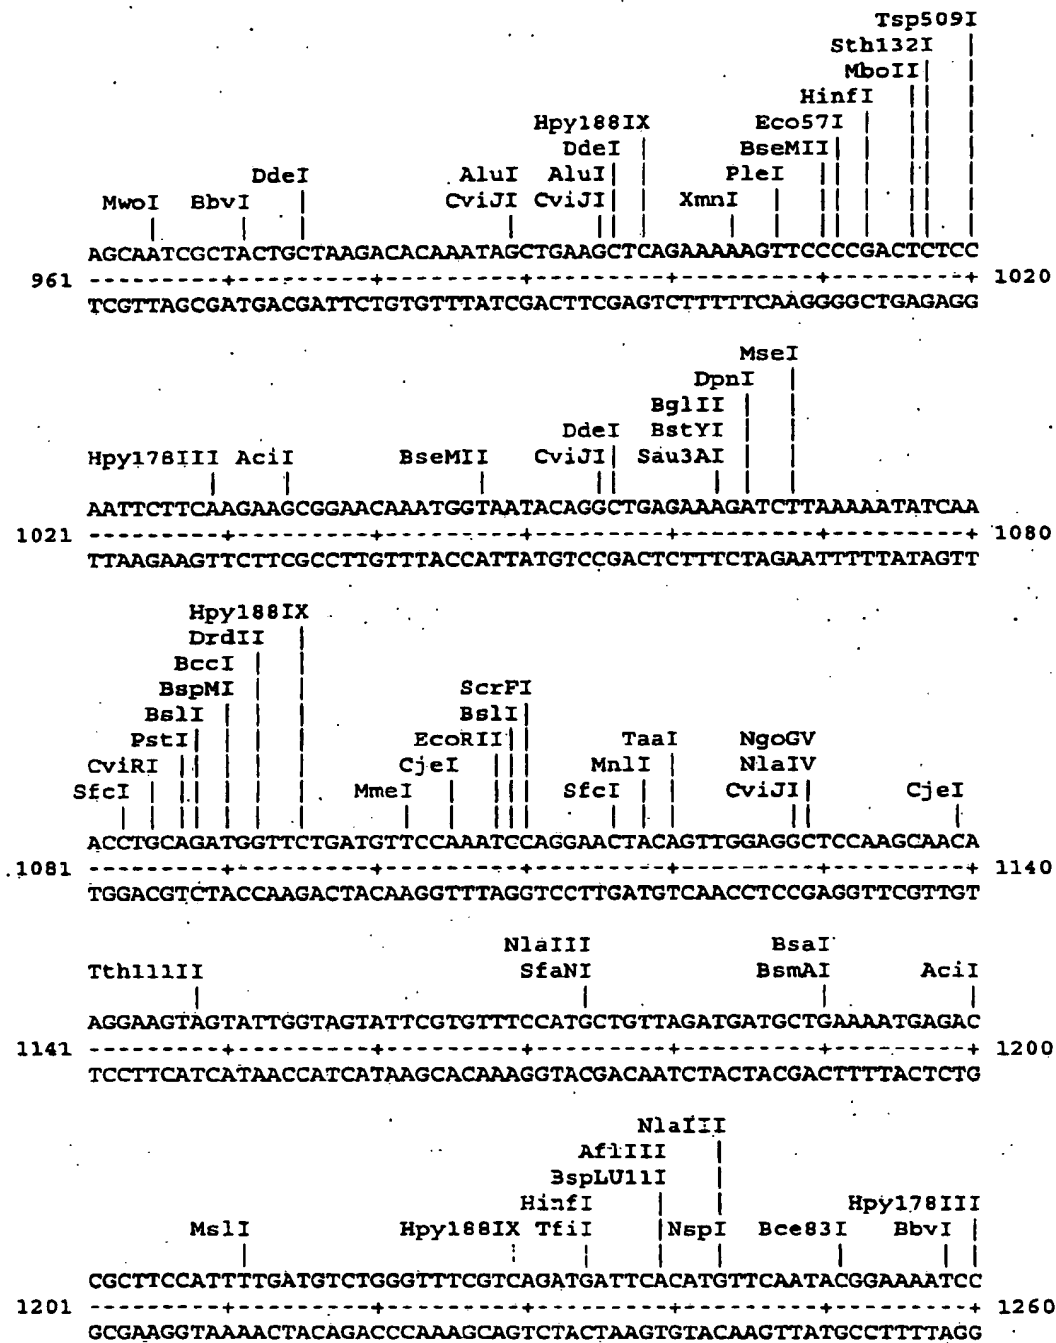 Tsp509I
Sth132I |
MboII| |
HinfI || |
Hpy188IX Eco57I | || |
DdeI | BseMII| | || |
DdeI AluI AluI| | PleI || | || |
MwoI BbvI | CviJI CviJI| | XmnI | || | || |
AGCAATCGCTACTGCTAAGACACAAATAGCTGAAGCTCAGAAAAAGTTCCCCGACTCTCC
961 ---------+---------+---------+---------+---------+---------+ 1020
TCGTTAGCGATGACGATTCTGTGTTTATCGACTTCGAGTCTTTTTCAAGGGGCTGAGAGG
MseI
DpnI |
BglII | |
DdeI BstYI | |
Hpy178III AciI BseMII CviJI| Sau3AI | |
AATTCTTCAAGAAGCGGAACAAATGGTAATACAGGCTGAGAAAGATCTTAAAAATATCAA
1021 ---------+---------+---------+---------+---------+---------+ 1080
TTAAGAAGTTCTTCGCCTTGTTTACCATTATGTCCGACTCTTTCTAGAATTTTTATAGTT
Hpy188IX
DrdII |
BccI | |
BspMI | | ScrFI
BslI | | | BslI|
PstI| | | | EcoRII|| TaaI NgoGV
CviRI || | | | CjeI ||| MnlI | NlaIV
SfcI | || | | | MmeI | ||| SfcI | | CviJI| CjeI
ACCTGCAGATGGTTCTGATGTTCCAAATCCAGGAACTACAGTTGGAGGCTCCAAGCAACA
1081 ---------+---------+---------+---------+---------+---------+ 1140
TGGACGTCTACCAAGACTACAAGGTTTAGGTCCTTGATGTCAACCTCCGAGGTTCGTTGT
NlaIII BsaI
Tth111II SfaNI BsmAI AciI
AGGAAGTAGTATTGGTAGTATTCGTGTTTCCATGCTGTTAGATGATGCTGAAAATGAGAC
1141 ---------+---------+---------+---------+---------+---------+ 1200
TCCTTCATCATAACCATCATAAGCACAAAGGTACGACAATCTACTACGACTTTTACTCTG
NlaIII
AflIII |
BspLU11I |
HinfI | | Hpy178III
MslI Hpy188IX TfiI | NspI Bce83I BbvI |
CGCTTCCATTTTGATGTCTGGGTTTCGTCAGATGATTCACATGTTCAATACGGAAAATCC
1201 ---------+---------+---------+---------+---------+---------+ 1260
GCGAAGGTAAAACTACAGACCCAAAGCAGTCTACTAAGTGTACAAGTTATGCCTTTTAGG